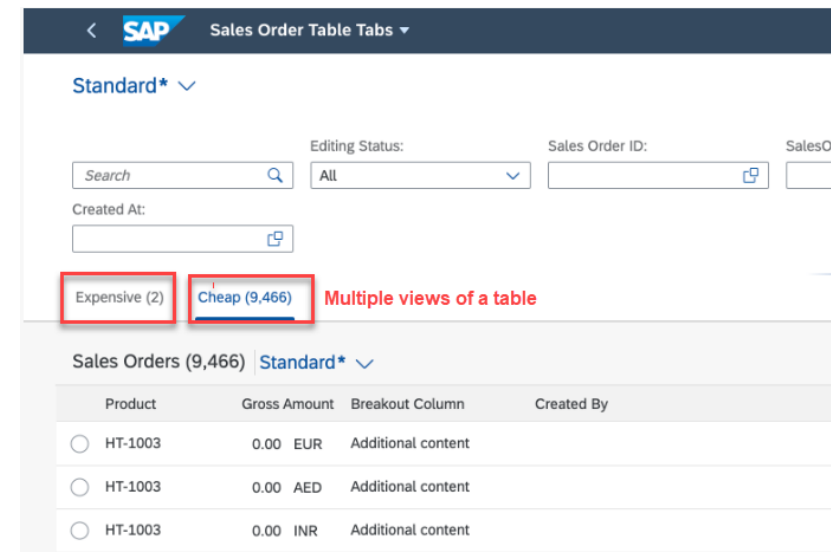 SAP Sales Order Table Tabs
Standard*
Editing Status: Sales Order ID: SalesO
Search All
Created At:
Expensive (2) Cheap (9,466) Multiple views of a table
Sales Orders (9,466) Standard*
Product Gross Amount Breakout Column Created By
HT-1003 0.00 EUR Additional content
HT-1003 0.00 AED Additional content
HT-1003 0.00 INR Additional content